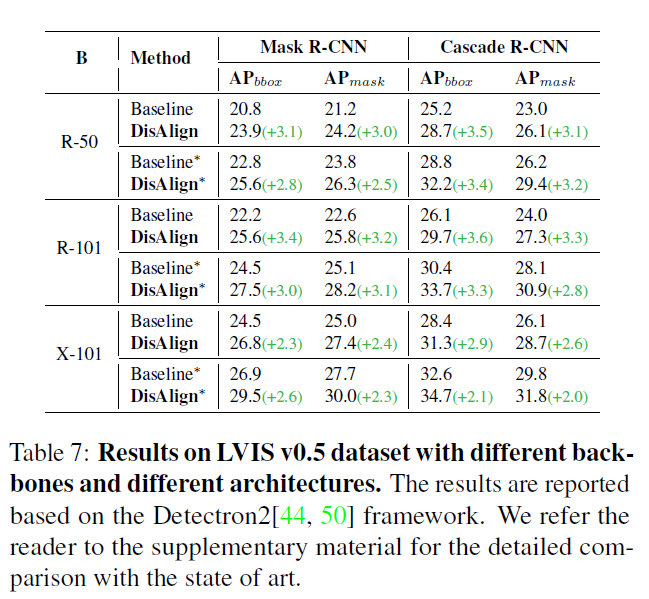 B Method Mask R-CNN Cascade R-CNN
APbbox APmask APbbox APmask
R-50
Baseline 20.8 21.2 25.2 23.0
DisAlign 23.9(+3.1) 24.2(+3.0) 28.7(+3.5) 26.1(+3.1)
Baseline* 22.8 23.8 28.8 26.2
DisAlign* 25.6(+2.8) 26.3(+2.5) 32.2(+3.4) 29.4(+3.2)
R-101
Baseline 22.2 22.6 26.1 24.0
DisAlign 25.6(+3.4) 25.8(+3.2) 29.7(+3.6) 27.3(+3.3)
Baseline* 24.5 25.1 30.4 28.1
DisAlign* 27.5(+3.0) 28.2(+3.1) 33.7(+3.3) 30.9(+2.8)
X-101
Baseline 24.5 25.0 28.4 26.1
DisAlign 26.8(+2.3) 27.4(+2.4) 31.3(+2.9) 28.7(+2.6)
Baseline* 26.9 27.7 32.6 29.8
DisAlign* 29.5(+2.6) 30.0(+2.3) 34.7(+2.1) 31.8(+2.0)
Table 7: Results on LVIS v0.5 dataset with different back-
bones and different architectures. The results are reported
based on the Detectron2[44, 50] framework. We refer the
reader to the supplementary material for the detailed com-
parison with the state of art.